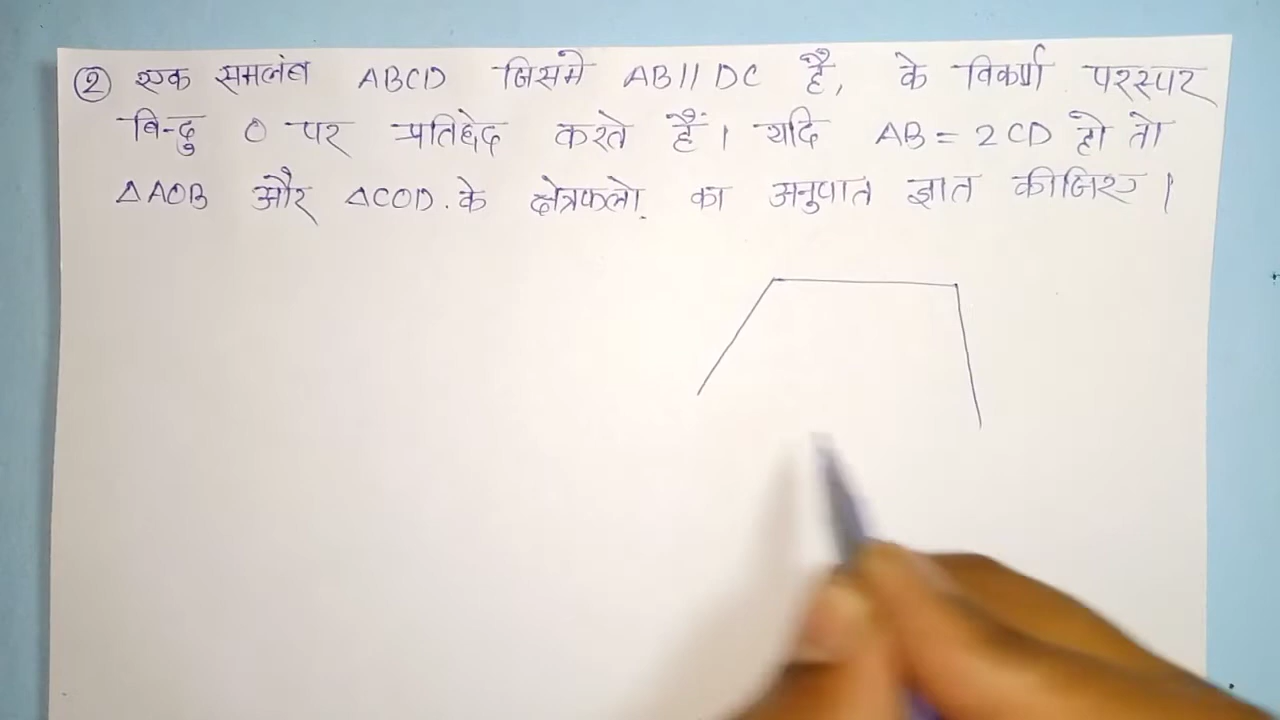 ② एक समलंब ABCD जिसमे AB || DC है, के विकर्ण परस्पर
बिन्दु O पर प्रतिछेद करते हैं। यदि AB = 2CD हो तो
△AOB और △COD के क्षेत्रफलो का अनुपात ज्ञात कीजिए।